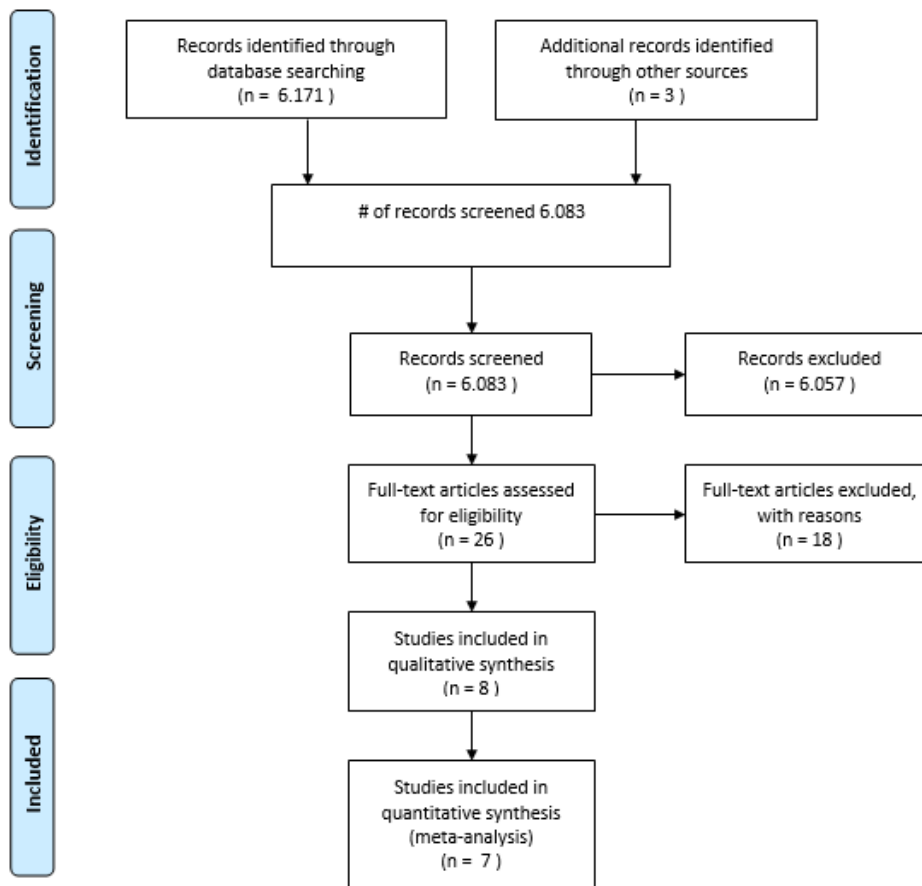 Identification
Records identified through
database searching
(n = 6.171 )
Additional records identified
through other sources
(n = 3 )
# of records screened 6.083
Screening
Records screened
(n = 6.083 )
Records excluded
(n = 6.057 )
Eligibility
Full-text articles assessed
for eligibility
(n = 26 )
Full-text articles excluded,
with reasons
(n = 18 )
Studies included in
qualitative synthesis
(n = 8 )
Included
Studies included in
quantitative synthesis
(meta-analysis)
(n = 7 )